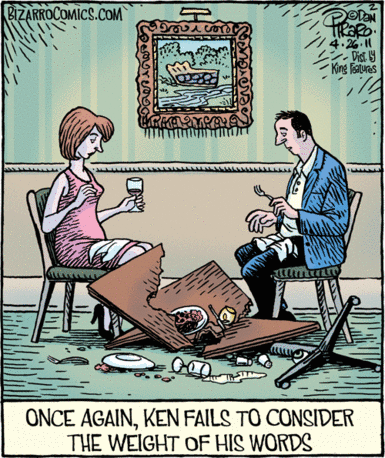 BIZARROCOMICS.COM
©DAN
PIRARO.
4·26·11
Dist. by
King Features
2
ONCE AGAIN, KEN FAILS TO CONSIDER
THE WEIGHT OF HIS WORDS